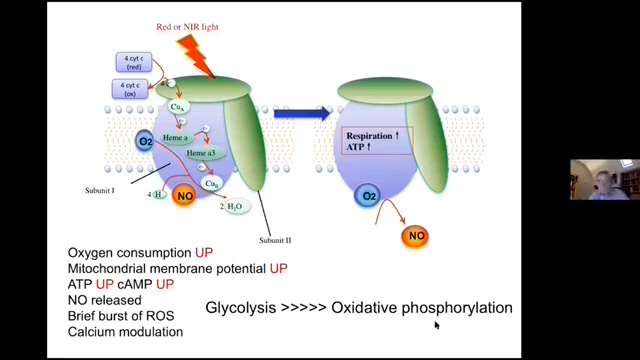 Red or NIR light
4 cyt c
(red)
4 cyt c
(ox)
4 e-
CuA
e-
Heme a
e-
Heme a3
e-
CuB
O2
NO
4 H
2 H2O
Subunit I
Subunit II
Respiration ↑
ATP ↑
O2
NO
Oxygen consumption UP
Mitochondrial membrane potential UP
ATP UP cAMP UP
NO released
Brief burst of ROS
Calcium modulation
Glycolysis >>>>> Oxidative phosphorylation